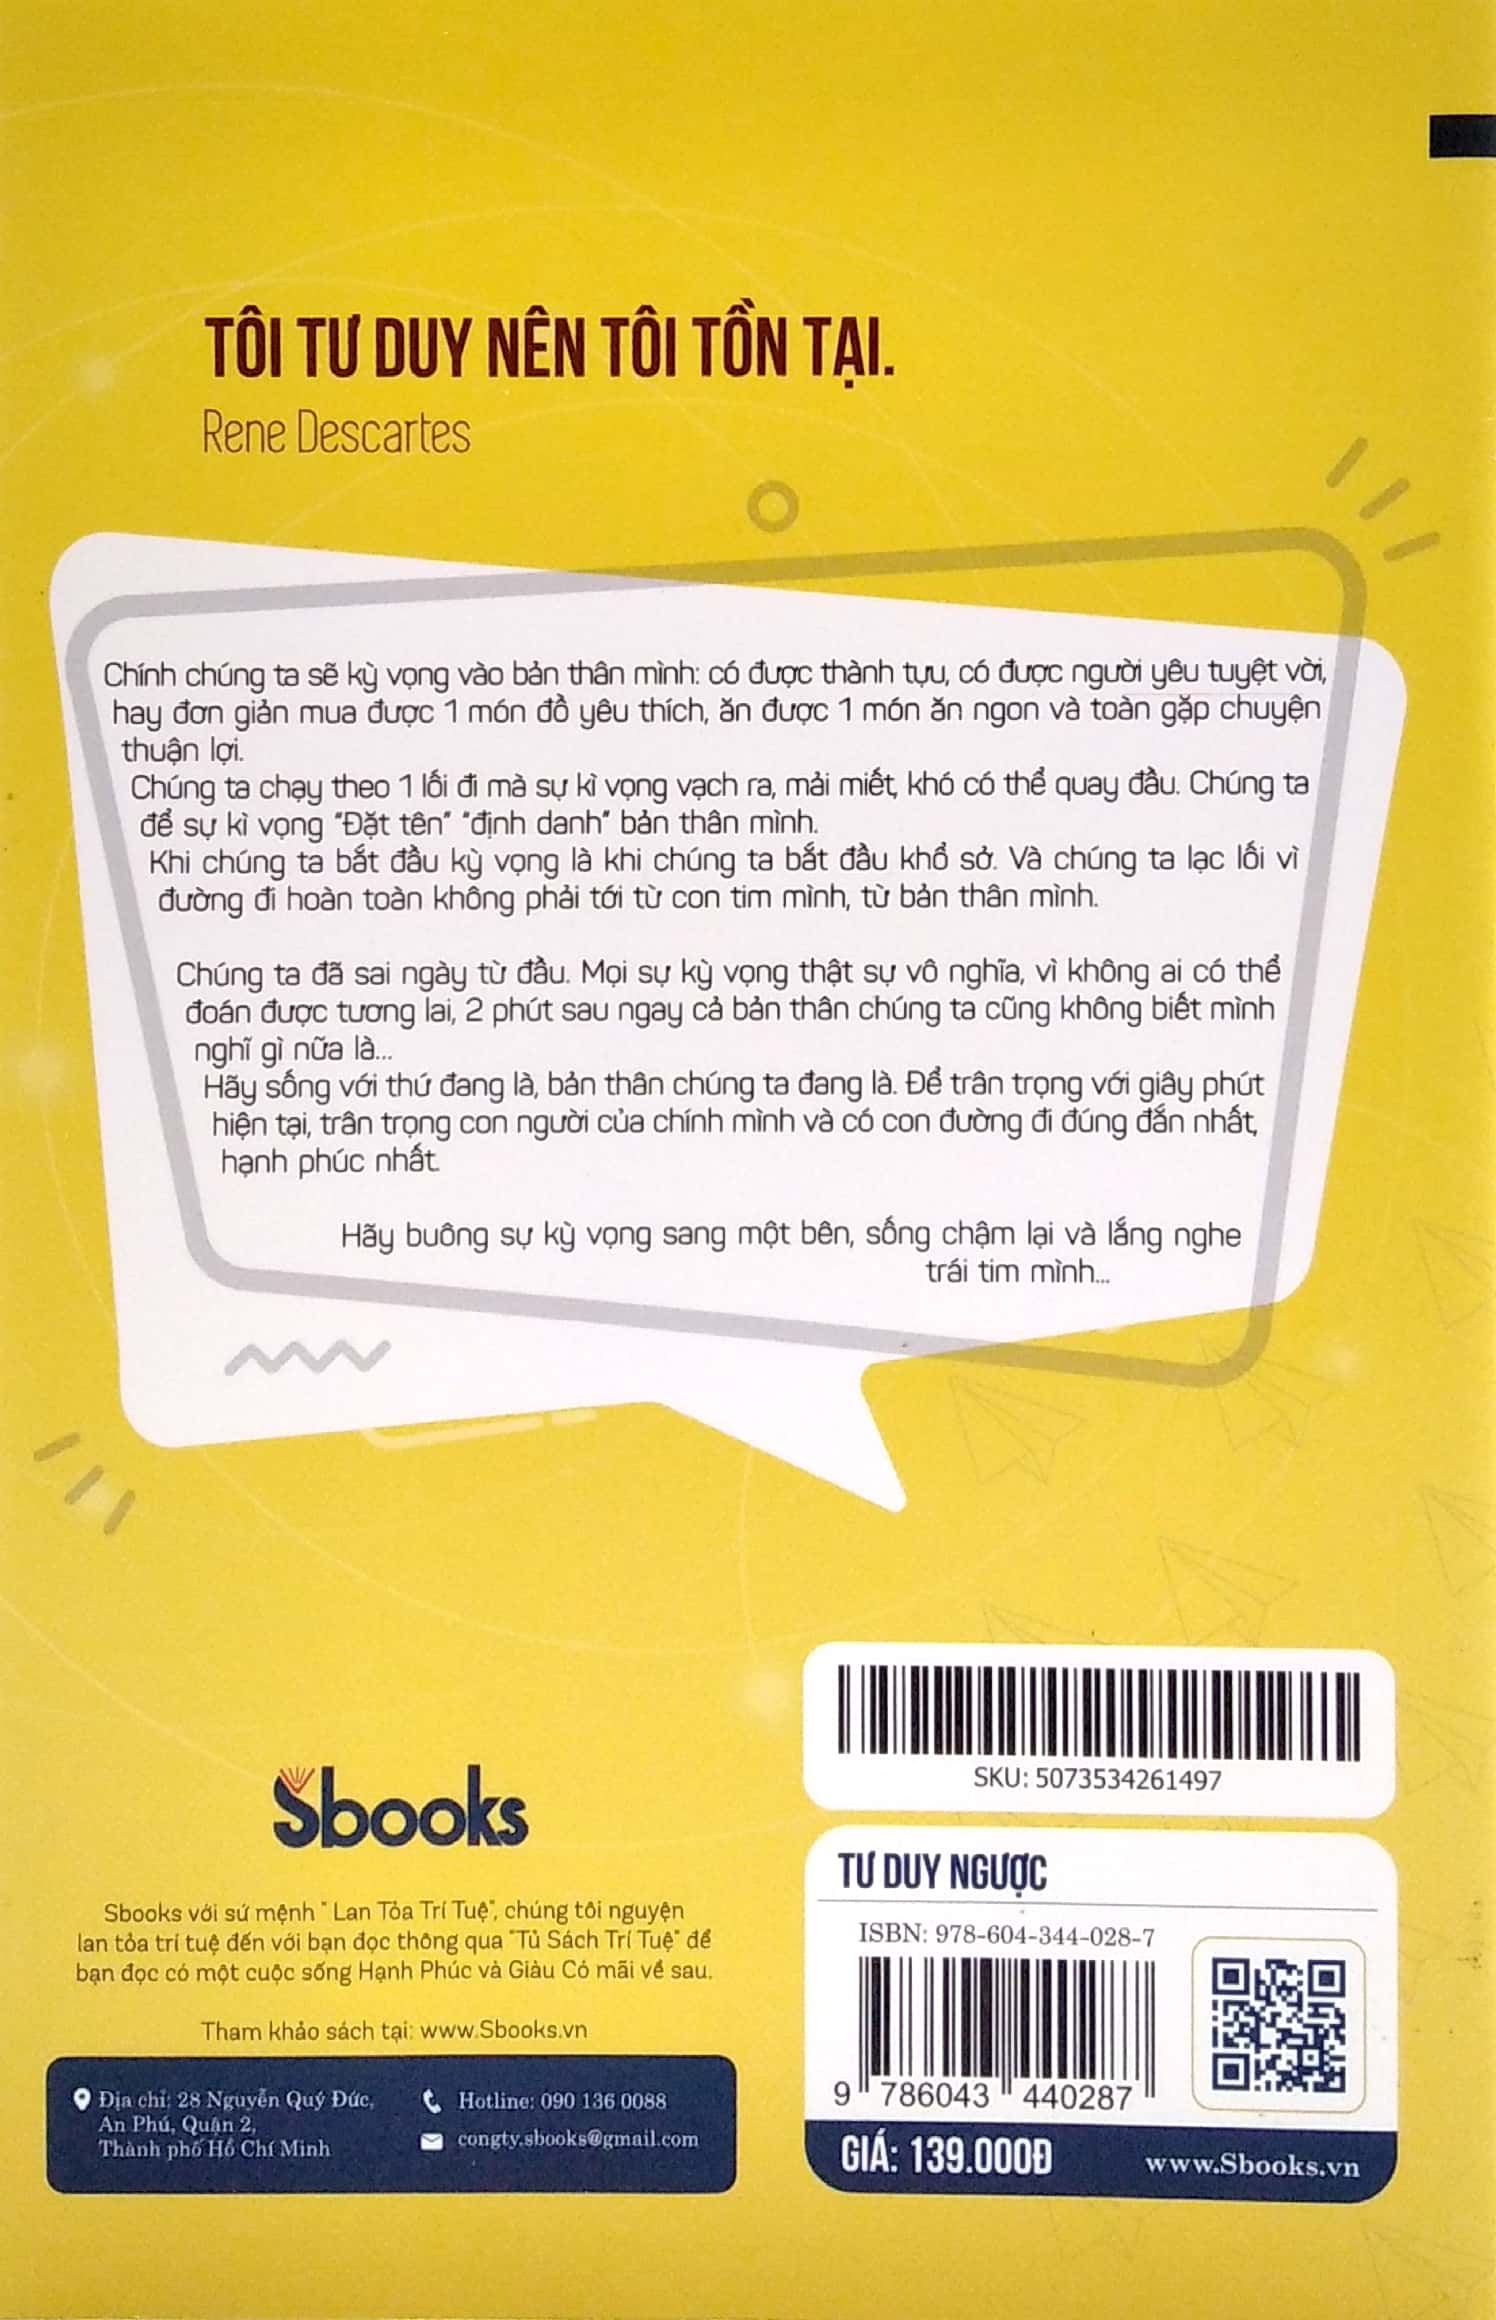 TÔI TƯ DUY NÊN TÔI TỒN TẠI.
Rene Descartes
Chính chúng ta sẽ kỳ vọng vào bản thân mình: có được thành tựu, có được người yêu tuyệt vời,
hay đơn giản mua được 1 món đồ yêu thích, ăn được 1 món ăn ngon và toàn gặp chuyện
thuận lợi.
Chúng ta chạy theo 1 lối đi mà sự kì vọng vạch ra, mải miết, khó có thể quay đầu. Chúng ta
để sự kì vọng "Đặt tên" "định danh" bản thân mình.
Khi chúng ta bắt đầu kỳ vọng là khi chúng ta bắt đầu khổ sở. Và chúng ta lạc lối vì
đường đi hoàn toàn không phải tới từ con tim mình, từ bản thân mình.
Chúng ta đã sai ngày từ đầu. Mọi sự kỳ vọng thật sự vô nghĩa, vì không ai có thể
đoán được tương lai, 2 phút sau ngay cả bản thân chúng ta cũng không biết mình
nghĩ gì nữa là...
Hãy sống với thứ đang là, bản thân chúng ta đang là. Để trân trọng với giây phút
hiện tại, trân trọng con người của chính mình và có con đường đi đúng đắn nhất,
hạnh phúc nhất.
Hãy buông sự kỳ vọng sang một bên, sống chậm lại và lắng nghe
trái tim mình...
SKU: 5073534261497
Sbooks
Sbooks với sứ mệnh " Lan Tỏa Trí Tuệ", chúng tôi nguyện
lan tỏa trí tuệ đến với bạn đọc thông qua "Tủ Sách Trí Tuệ" để
bạn đọc có một cuộc sống Hạnh Phúc và Giàu Có mãi về sau.
Tham khảo sách tại: www.Sbooks.vn
Địa chỉ: 28 Nguyễn Quý Đức,
An Phú, Quận 2,
Thành phố Hồ Chí Minh
Hotline: 090 136 0088
congty.sbooks@gmail.com
TƯ DUY NGƯỢC
ISBN: 978-604-344-028-7
9 786043 440287
GIÁ: 139.000Đ
www.Sbooks.vn